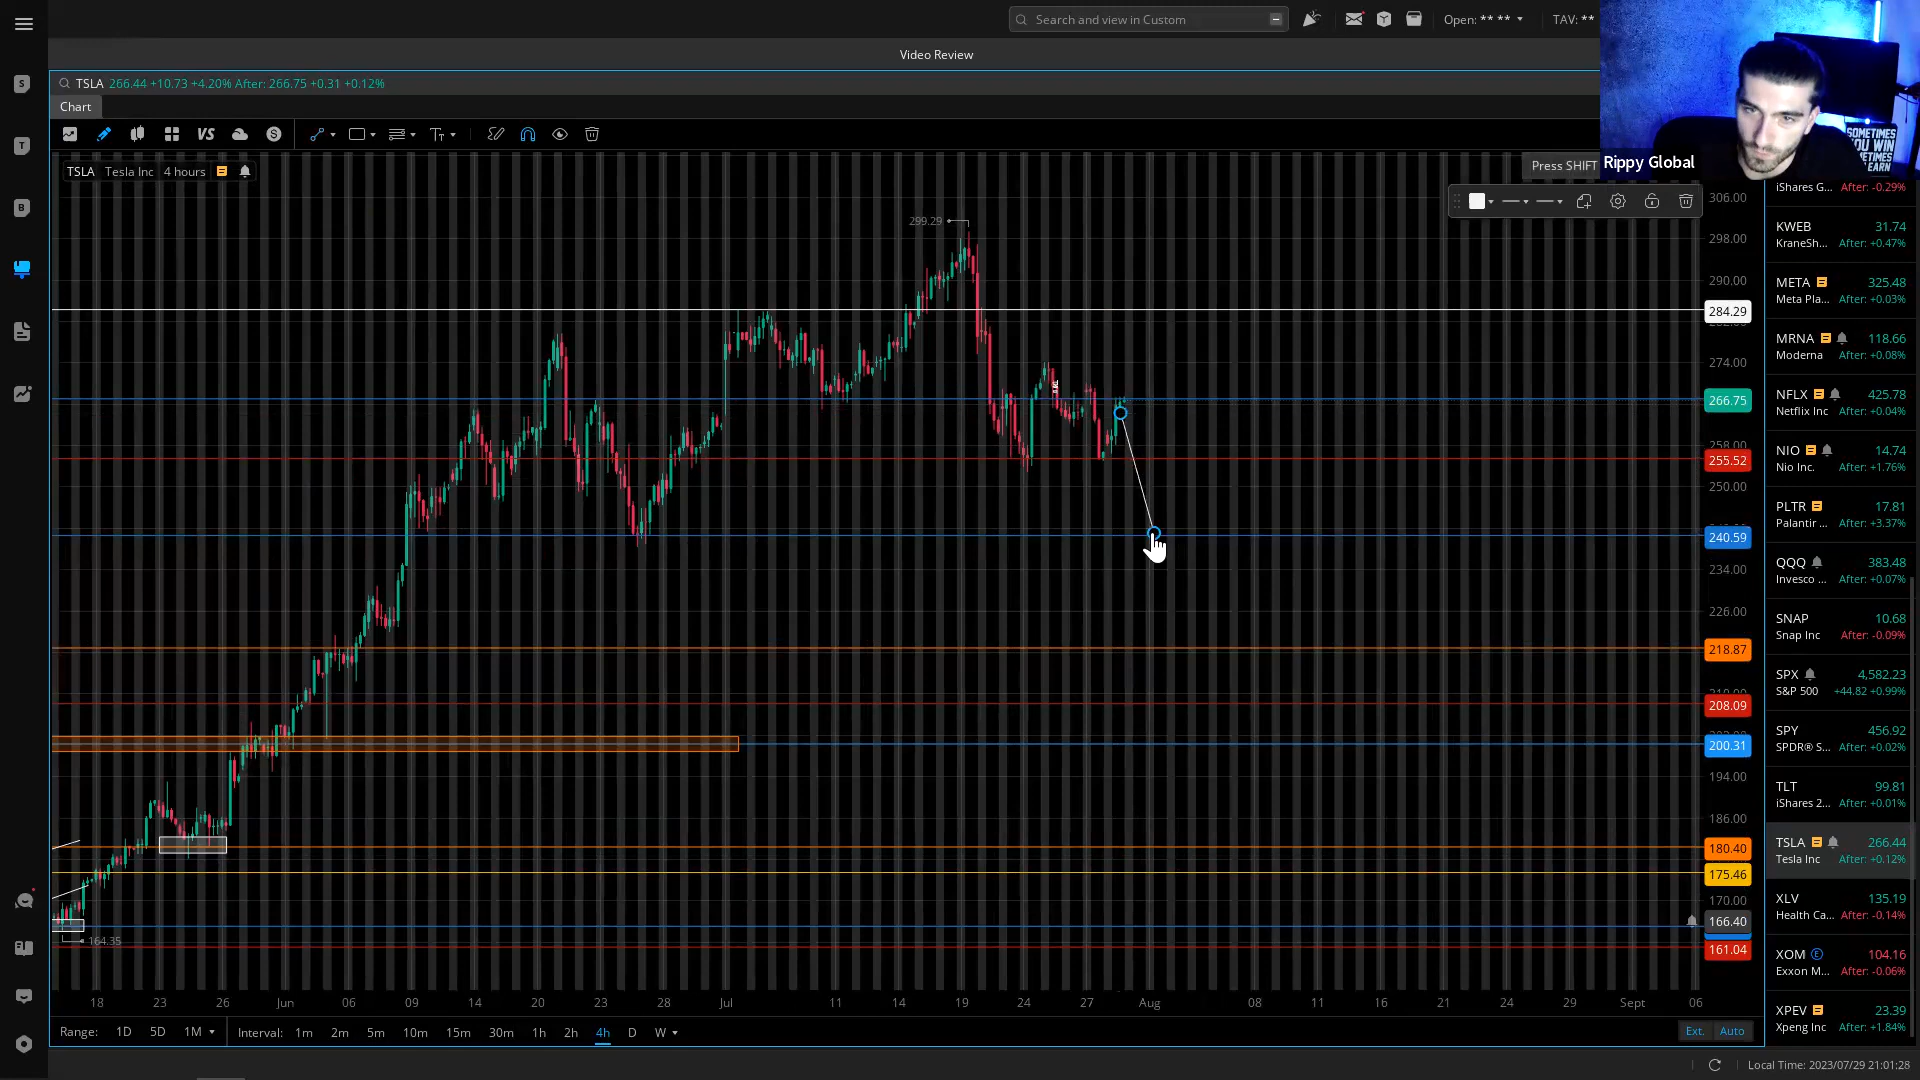 Search and view in Custom
Open: ** **
TAV: **
Video Review
TSLA 266.44 +10.73 +4.20% After: 266.75 +0.31 +0.12%
Chart
VS
TSLA Tesla Inc 4 hours
Press SHIFT
Rippy Global
SOMETIMES
YOU WIN
LEARN
299.29
164.35
306.00
298.00
290.00
284.29
274.00
266.75
258.00
255.52
250.00
240.59
234.00
226.00
218.87
208.09
200.31
194.00
186.00
180.40
175.46
170.00
166.40
161.04
18 23 26 Jun 06 09 14 20 23 28 Jul 11 14 19 24 27 Aug 08 11 16 21 24 29 Sept 06
Range: 1D 5D 1M
Interval: 1m 2m 5m 10m 15m 30m 1h 2h 4h D W
Ext. Auto
Local Time: 2023/07/29 21:01:28
iShares G... After: -0.29%
KWEB 31.74
KraneSh... After: +0.47%
META 325.48
Meta Pla... After: +0.03%
MRNA 118.66
Moderna After: +0.08%
NFLX 425.78
Netflix Inc After: +0.04%
NIO 14.74
Nio Inc. After: +1.76%
PLTR 17.81
Palantir ... After: +3.37%
QQQ 383.48
Invesco ... After: +0.07%
SNAP 10.68
Snap Inc After: -0.09%
SPX 4,582.23
S&P 500 +44.82 +0.99%
SPY 456.92
SPDR® S... After: +0.02%
TLT 99.81
iShares 2... After: +0.01%
TSLA 266.44
Tesla Inc After: +0.12%
XLV 135.19
Health Ca... After: -0.14%
XOM 104.16
Exxon M... After: -0.06%
XPEV 23.39
Xpeng Inc After: +1.84%